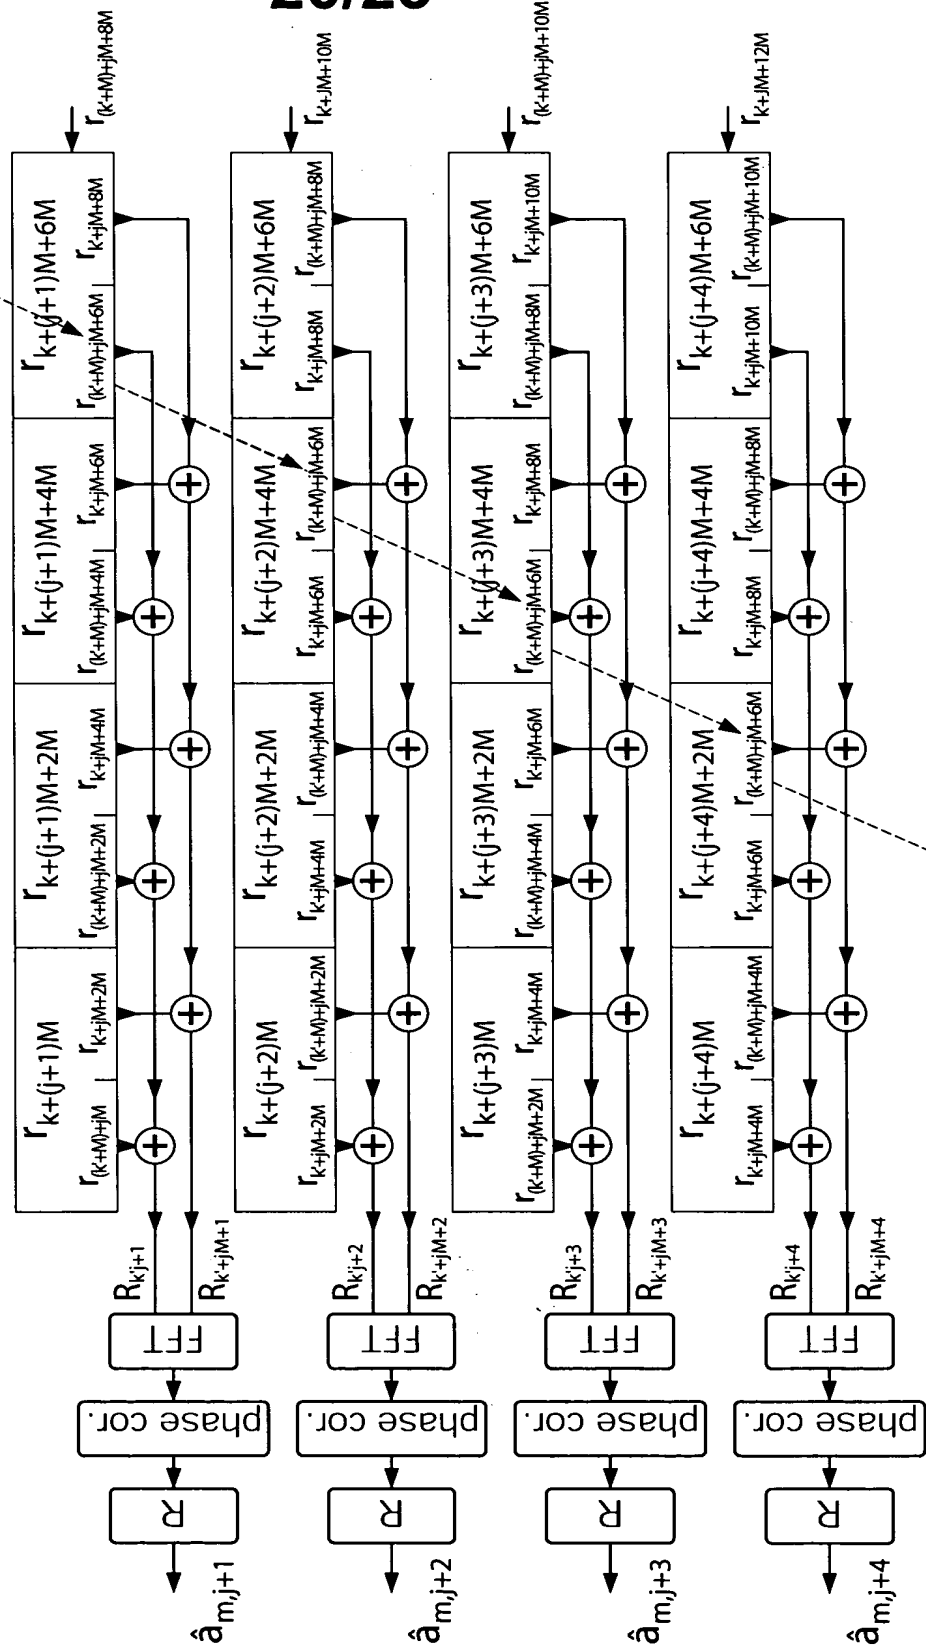 r(k'+M)+jM+8M
rk+(j+1)M+6M
rk'+jM+8M
r(k'+M)+jM+6M
rk+(j+1)M+4M
rk'+jM+6M
r(k'+M)+jM+4M
rk+(j+1)M+2M
rk'+jM+4M
r(k'+M)+jM+2M
rk+(j+1)M
rk'+jM+2M
r(k'+M)+jM
+
+
+
+
+
+
Rk'j+1
Rk'+jM+1
FFT
phase cor.
R
âm,j+1
rk'+JM+10M
rk+(j+2)M+6M
r(k'+M)+jM+8M
rk'+jM+8M
rk+(j+2)M+4M
r(k'+M)+jM+6M
rk'+jM+6M
rk+(j+2)M+2M
r(k'+M)+jM+4M
rk'+jM+4M
rk+(j+2)M
r(k'+M)+jM+2M
rk'+jM+2M
+
+
+
+
+
+
Rk'j+2
Rk'+jM+2
FFT
phase cor.
R
âm,j+2
r(k'+M)+jM+10M
rk+(j+3)M+6M
rk'+jM+10M
r(k'+M)+jM+8M
rk+(j+3)M+4M
rk'+jM+8M
r(k'+M)+jM+6M
rk+(j+3)M+2M
rk'+jM+6M
r(k'+M)+jM+4M
rk+(j+3)M
rk'+jM+4M
r(k'+M)+jM+2M
+
+
+
+
+
+
Rk'j+3
Rk'+jM+3
FFT
phase cor.
R
âm,j+3
rk'+JM+12M
rk+(j+4)M+6M
r(k'+M)+jM+10M
rk'+jM+10M
rk+(j+4)M+4M
r(k'+M)+jM+8M
rk'+jM+8M
rk+(j+4)M+2M
r(k'+M)+jM+6M
rk'+jM+6M
rk+(j+4)M
r(k'+M)+jM+4M
rk'+jM+4M
+
+
+
+
+
+
Rk'j+4
Rk'+jM+4
FFT
phase cor.
R
âm,j+4